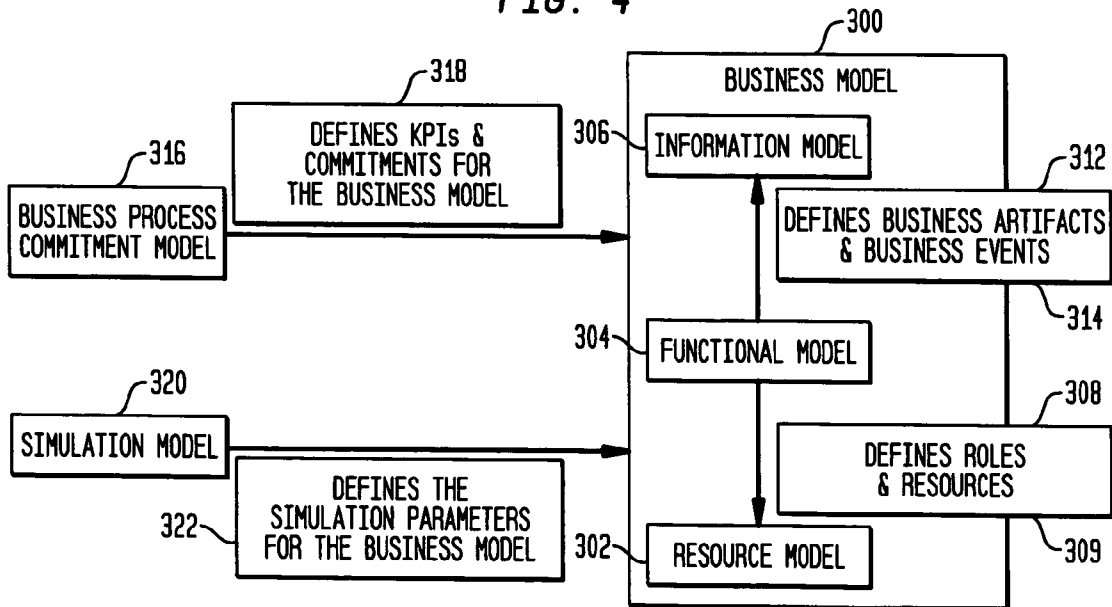 FIG. 4
300
318
BUSINESS MODEL
DEFINES KPIs &
COMMITMENTS FOR
THE BUSINESS MODEL
306
INFORMATION MODEL
316
312
BUSINESS PROCESS
COMMITMENT MODEL
DEFINES BUSINESS ARTIFACTS
& BUSINESS EVENTS
314
304
FUNCTIONAL MODEL
320
308
SIMULATION MODEL
DEFINES ROLES
& RESOURCES
309
DEFINES THE
SIMULATION PARAMETERS
FOR THE BUSINESS MODEL
322
302
RESOURCE MODEL